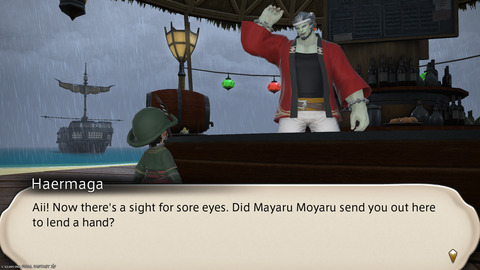 Haermaga
Aii! Now there's a sight for sore eyes. Did Mayaru Moyaru send you out here
to lend a hand?